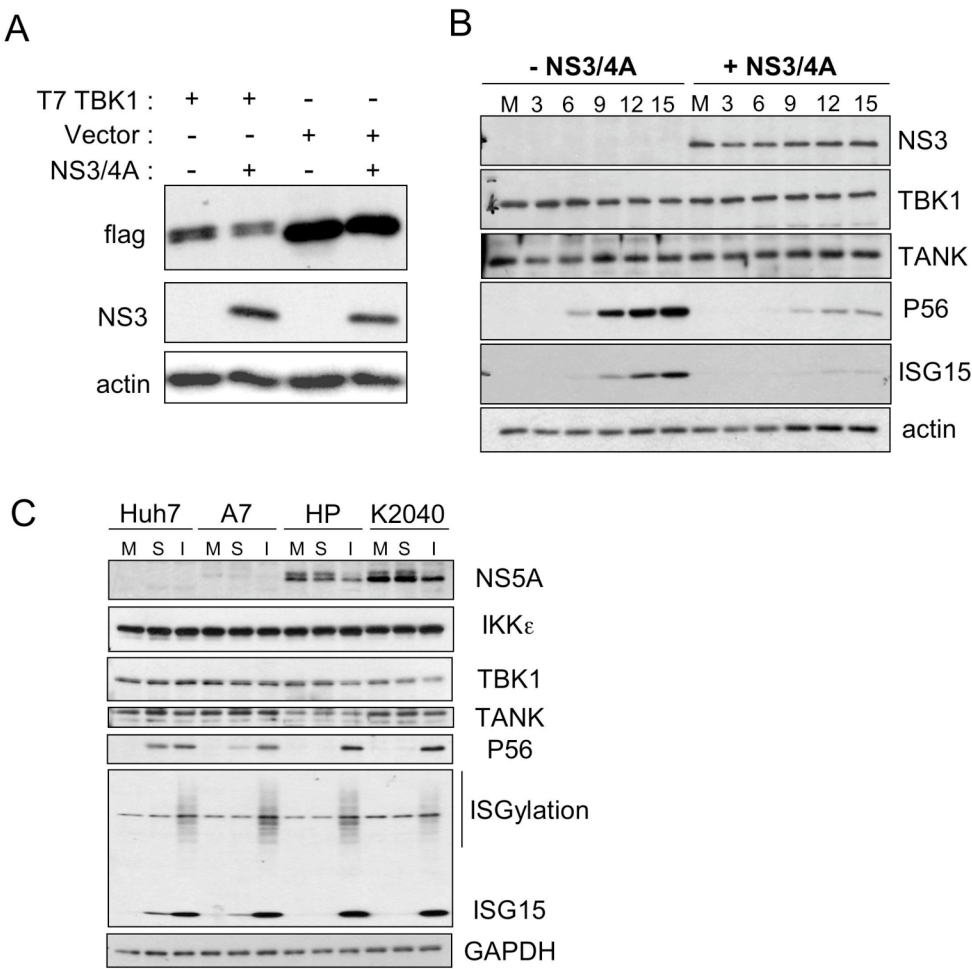 A
T7 TBK1 : + + - -
Vector : - - + +
NS3/4A : - + - +
flag
NS3
actin
B
- NS3/4A + NS3/4A
M 3 6 9 12 15 M 3 6 9 12 15
NS3
TBK1
TANK
P56
ISG15
actin
C
Huh7 A7 HP K2040
M S I M S I M S I M S I
NS5A
IKKε
TBK1
TANK
P56
ISGylation
ISG15
GAPDH